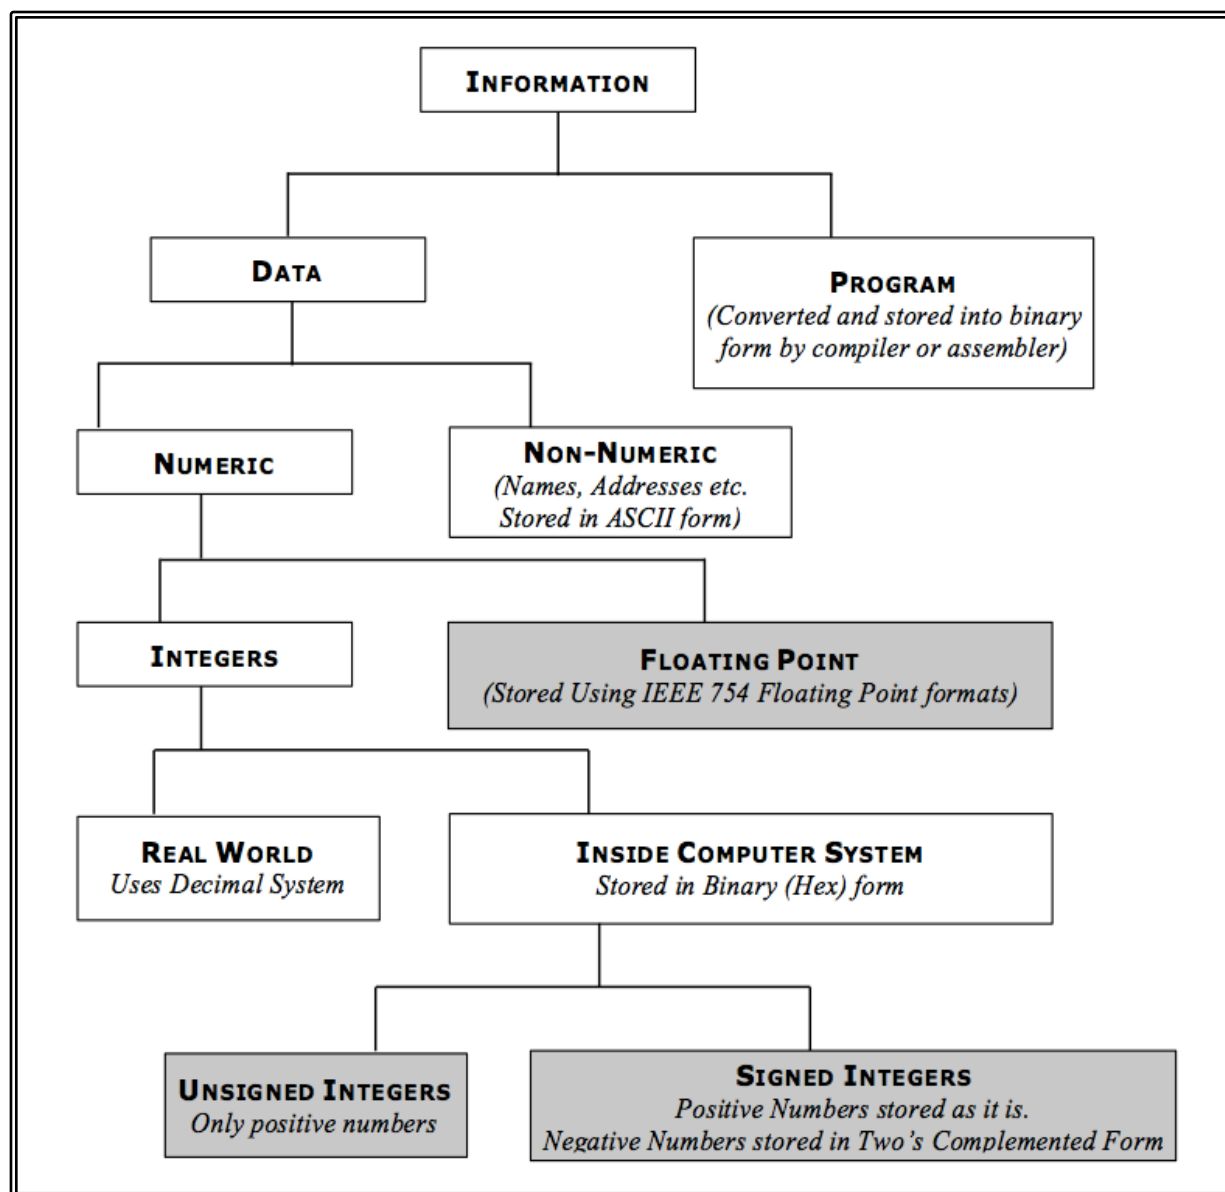 INFORMATION
DATA
PROGRAM
(Converted and stored into binary
form by compiler or assembler)
NUMERIC
NON-NUMERIC
(Names, Addresses etc.
Stored in ASCII form)
INTEGERS
FLOATING POINT
(Stored Using IEEE 754 Floating Point formats)
REAL WORLD
Uses Decimal System
INSIDE COMPUTER SYSTEM
Stored in Binary (Hex) form
UNSIGNED INTEGERS
Only positive numbers
SIGNED INTEGERS
Positive Numbers stored as it is.
Negative Numbers stored in Two's Complemented Form